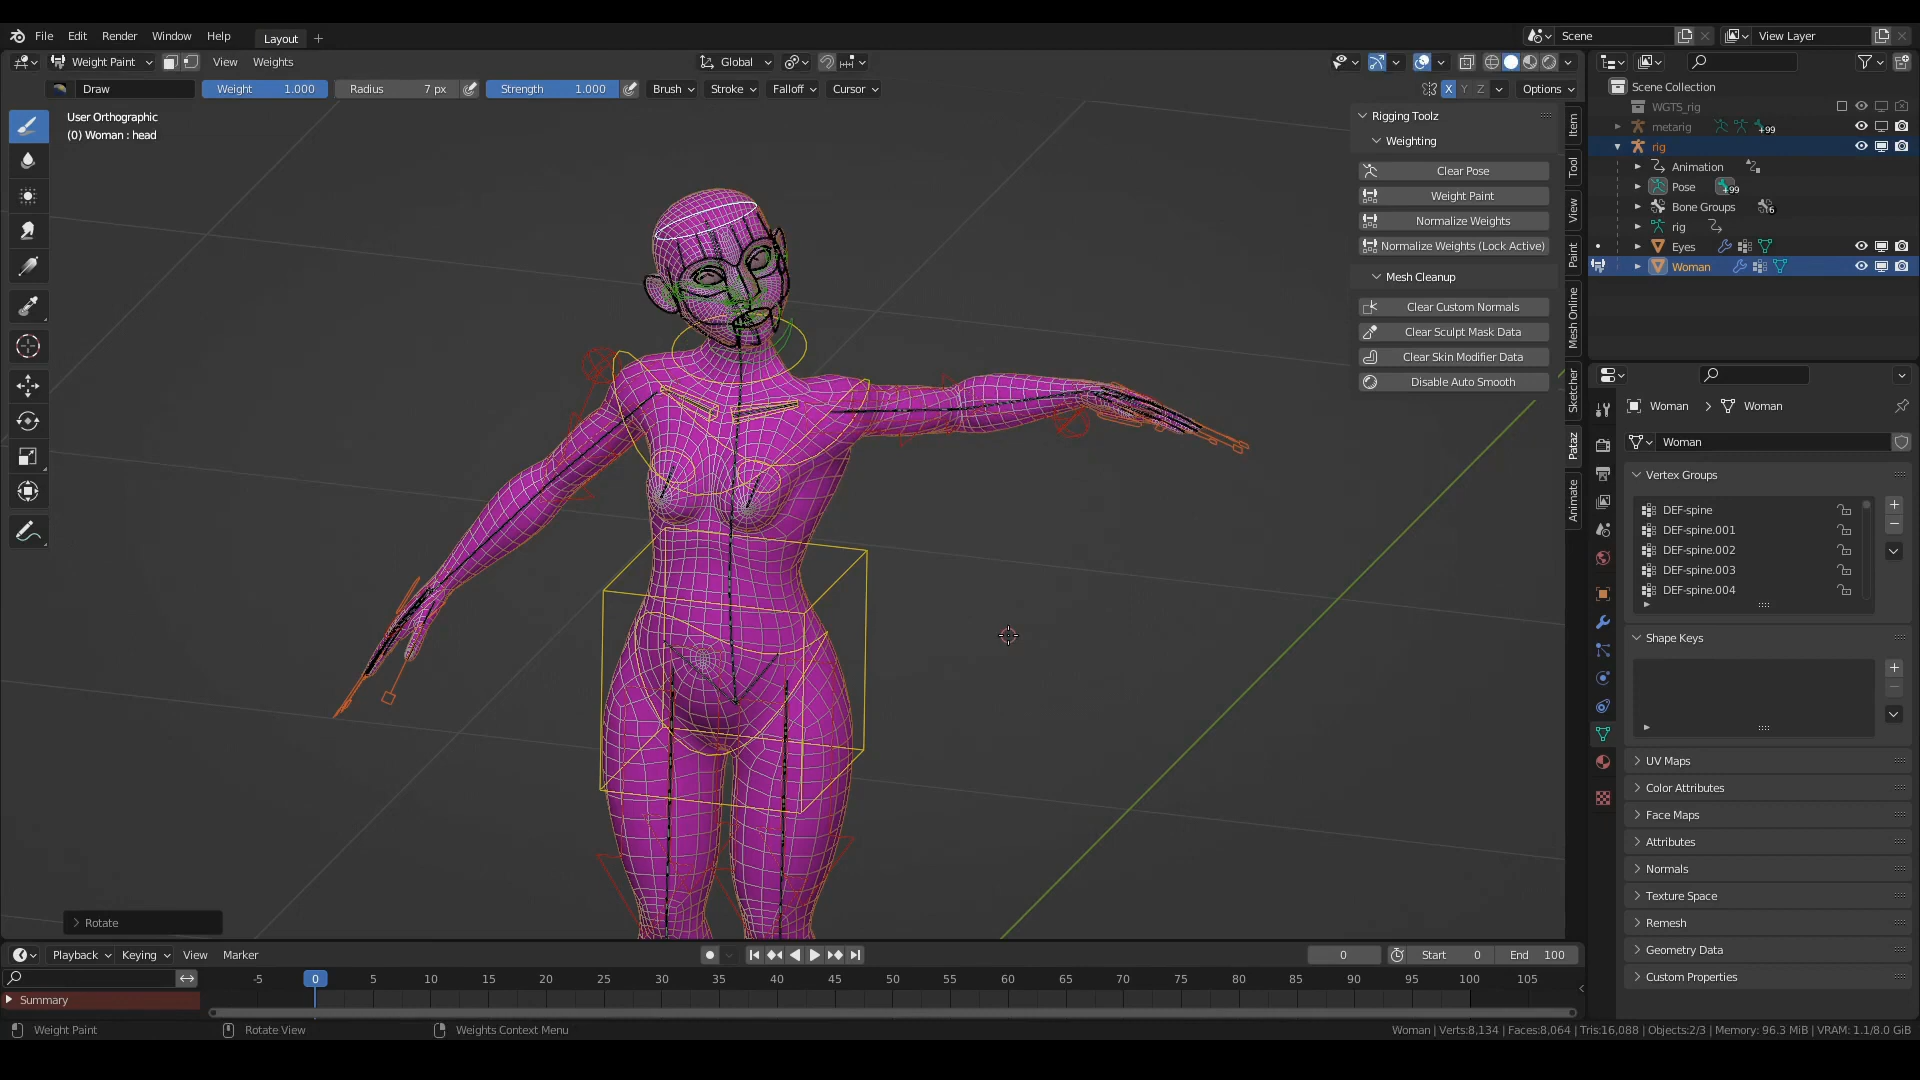 File Edit Render Window Help Layout Scene View Layer
Weight Paint View Weights Global
Draw Weight 1.000 Radius 7 px Strength 1.000 Brush Stroke Falloff Cursor X Y Z Options
User Orthographic
(0) Woman : head
Rigging Toolz
Weighting
Clear Pose
Weight Paint
Normalize Weights
Normalize Weights (Lock Active)
Mesh Cleanup
Clear Custom Normals
Clear Sculpt Mask Data
Clear Skin Modifier Data
Disable Auto Smooth
Item
Tool
View
Paint
Mesh Online
Sketcher
Pataz
Animate
Scene Collection
WGTS_rig
metarig +99
rig
Animation
Pose +99
Bone Groups 6
rig
Eyes
Woman
Woman Woman
Woman
Vertex Groups
DEF-spine
DEF-spine.001
DEF-spine.002
DEF-spine.003
DEF-spine.004
Shape Keys
UV Maps
Color Attributes
Face Maps
Attributes
Normals
Texture Space
Remesh
Geometry Data
Custom Properties
Rotate
Playback Keying View Marker 0 Start 0 End 100
-5 0 5 10 15 20 25 30 35 40 45 50 55 60 65 70 75 80 85 90 95 100 105
Summary
Weight Paint Rotate View Weights Context Menu Woman | Verts:8,134 | Faces:8,064 | Tris:16,088 | Objects:2/3 | Memory: 96.3 MiB | VRAM: 1.1/8.0 GiB